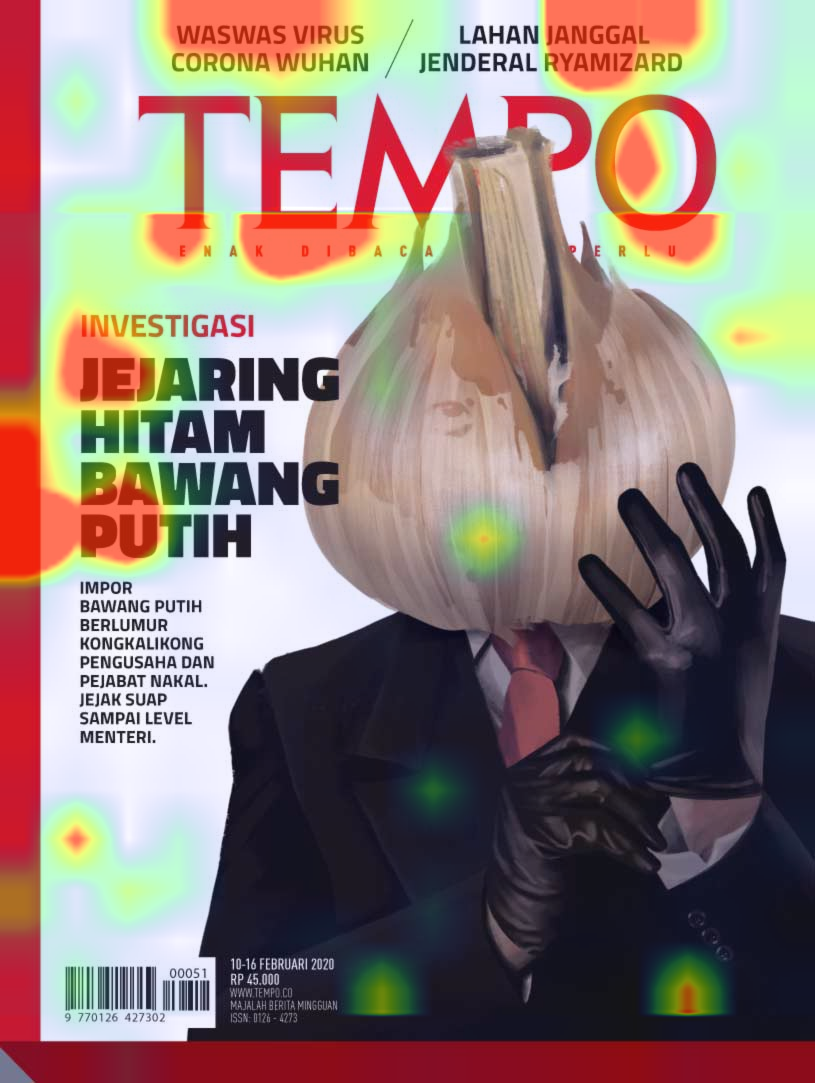 WASWAS VIRUS
CORONA WUHAN
LAHAN JANGGAL
JENDERAL RYAMIZARD
TEMPO
ENAK DIBACA PERLU
INVESTIGASI
JEJARING
HITAM
BAWANG
PUTIH
IMPOR
BAWANG PUTIH
BERLUMUR
KONGKALIKONG
PENGUSAHA DAN
PEJABAT NAKAL.
JEJAK SUAP
SAMPAI LEVEL
MENTERI.
00051
9 770126 427302
10-16 FEBRUARI 2020
RP 45.000
WWW.TEMPO.CO
MAJALAH BERITA MINGGUAN
ISSN: 0126 - 4273